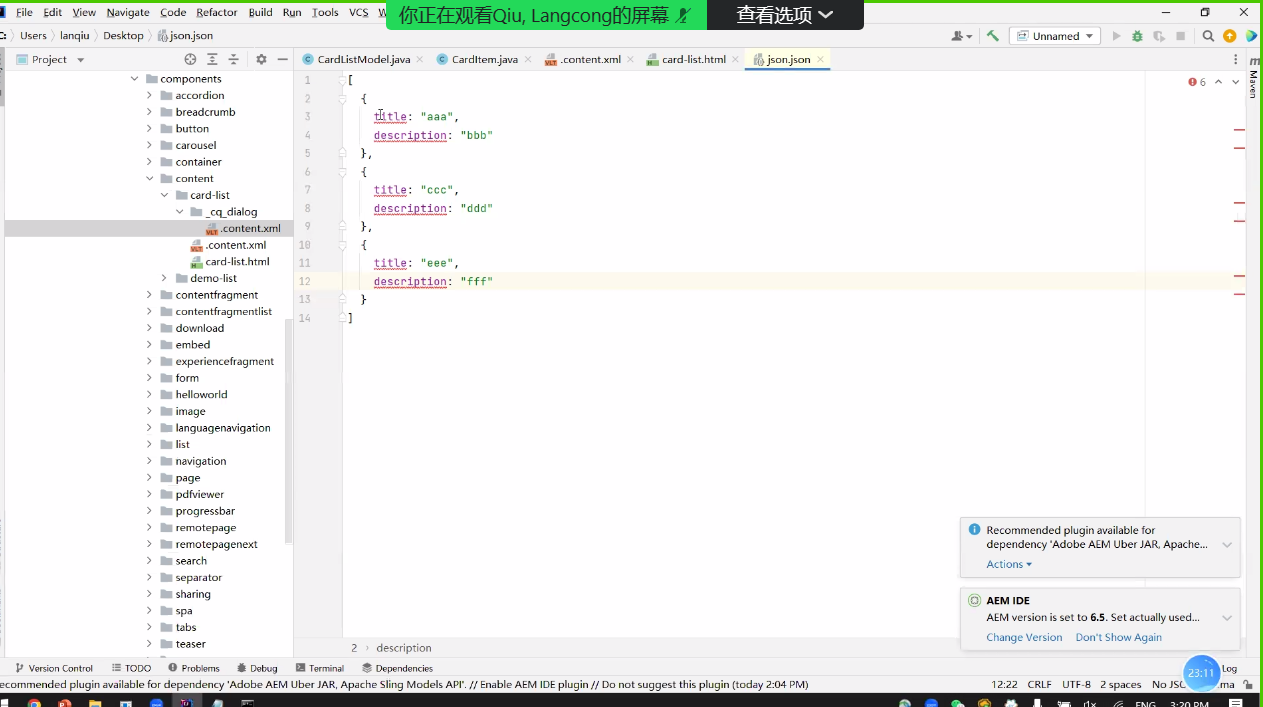 File Edit View Navigate Code Refactor Build Run Tools VCS
你正在观看Qiu, Langcong的屏幕 查看选项
Users lanqiu Desktop json.json
Unnamed
Project
CardListModel.java CardItem.java .content.xml card-list.html json.json
Maven
6
components
accordion
breadcrumb
button
carousel
container
content
card-list
_cq_dialog
.content.xml
.content.xml
card-list.html
demo-list
contentfragment
contentfragmentlist
download
embed
experiencefragment
form
helloworld
image
languagenavigation
list
navigation
page
pdfviewer
progressbar
remotepage
remotepagenext
search
separator
sharing
spa
tabs
teaser
1 [
2 {
3 title: "aaa",
4 description: "bbb"
5 },
6 {
7 title: "ccc",
8 description: "ddd"
9 },
10 {
11 title: "eee",
12 description: "fff"
13 }
14 ]
Recommended plugin available for
dependency 'Adobe AEM Uber JAR, Apache...
Actions
AEM IDE
AEM version is set to 6.5. Set actually used...
Change Version Don't Show Again
2 description
Version Control TODO Problems Debug Terminal Dependencies
23:11
Log
ecommended plugin available for dependency 'Adobe AEM Uber JAR, Apache Sling Models API'. // Enable AEM IDE plugin // Do not suggest this plugin (today 2:04 PM)
12:22 CRLF UTF-8 2 spaces No JSC
ENG 3:20 PM